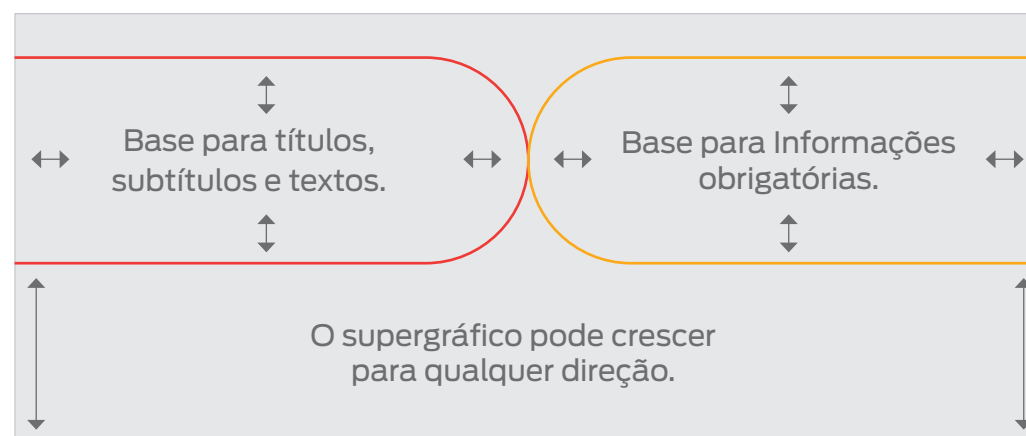 Base para títulos,
subtítulos e textos.
Base para Informações
obrigatórias.
O supergráfico pode crescer
para qualquer direção.